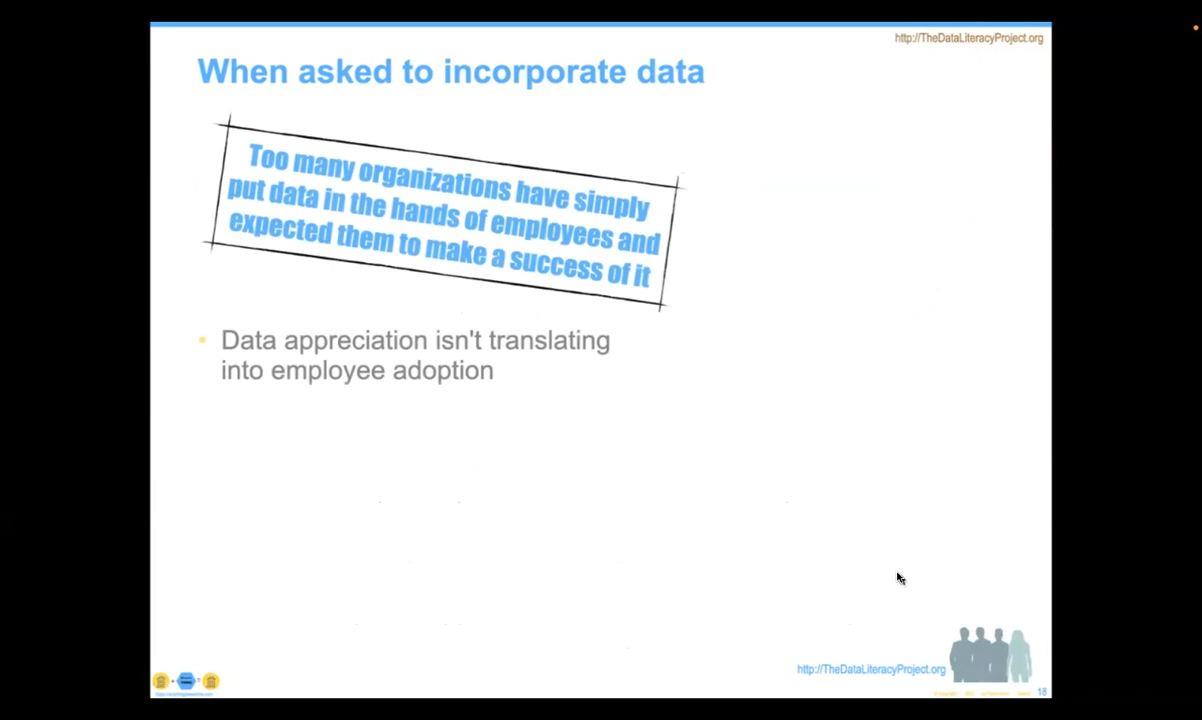 http://TheDataLiteracyProject.org
When asked to incorporate data
Too many organizations have simply
put data in the hands of employees and
expected them to make a success of it
Data appreciation isn't translating
into employee adoption
http://TheDataLiteracyProject.org
18